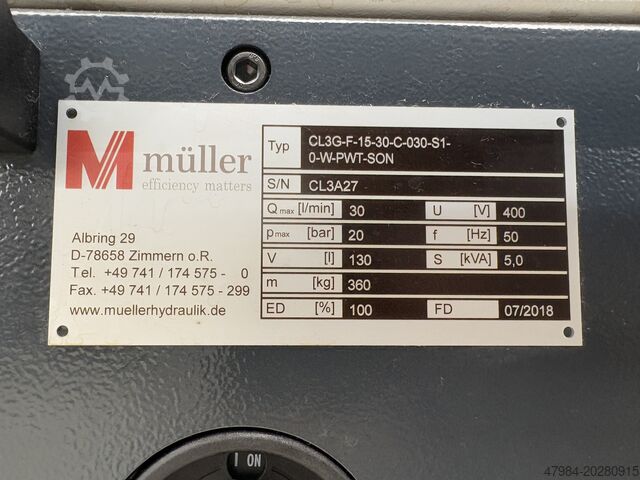 müller
efficiency matters
Albring 29
D-78658 Zimmern o.R.
Tel. +49 741 / 174 575 - 0
Fax. +49 741 / 174 575 - 299
www.muellerhydraulik.de
Typ CL3G-F-15-30-C-030-S1-
0-W-PWT-SON
S/N CL3A27
Qmax [l/min] 30 U [V] 400
pmax [bar] 20 f [Hz] 50
V [l] 130 S [kVA] 5,0
m [kg] 360
ED [%] 100 FD 07/2018
I ON
47984-20280915